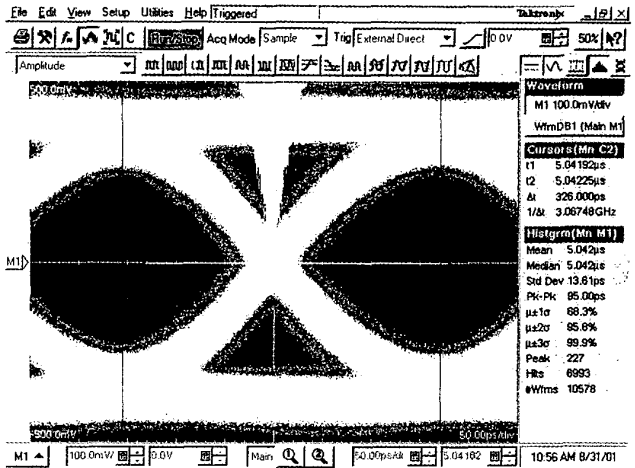 File Edit View Setup Utilities Help Triggered Tektronix
Run/Stop Acq Mode Sample Trig External Direct 0.0V 50%
Amplitude
500.0mV
M1
-500.0mV 50.00ps/div
Waveform
M1 100.0mV/div
WfmDB1 (Main M1)
Cursors (Mn C2)
t1 5.04192µs
t2 5.04225µs
Δt 326.000ps
1/Δt 3.06748GHz
Histgrm (Mn M1)
Mean 5.042µs
Median 5.042µs
Std Dev 13.61ps
Pk-Pk 95.00ps
µ±1σ 68.3%
µ±2σ 95.6%
µ±3σ 99.9%
Peak 227
Hits 6993
#Wfms 10578
M1 100.0mV/ 0.0V Main 50.00ps/di 5.04182 10:56 AM 8/31/01